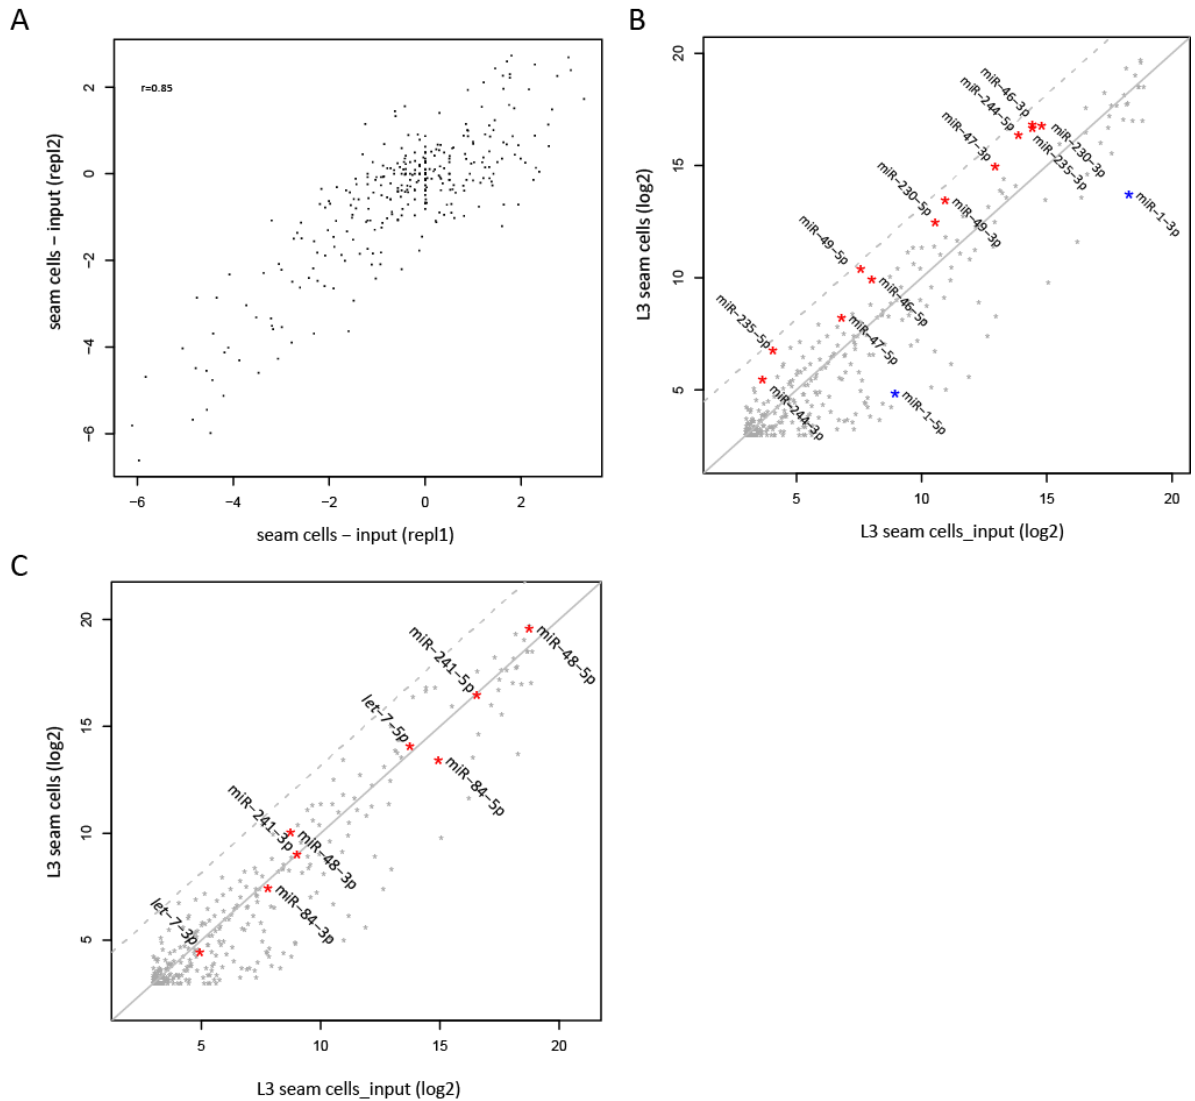 A
r=0.85
2
0
−2
−4
−6
−6
−4
−2
0
2
seam cells − input (repl2)
seam cells − input (repl1)
B
20
15
10
5
5
10
15
20
L3 seam cells (log2)
L3 seam cells_input (log2)
miR−46−3p
miR−244−5p
miR−47−3p
miR−230−3p
miR−235−3p
miR−230−5p
miR−49−3p
miR−1−3p
miR−49−5p
miR−46−5p
miR−235−5p
miR−47−5p
miR−244−3p
miR−1−5p
C
20
15
10
5
5
10
15
20
L3 seam cells (log2)
L3 seam cells_input (log2)
miR−241−5p
miR−48−5p
let−7−5p
miR−84−5p
miR−241−3p
miR−48−3p
miR−84−3p
let−7−3p